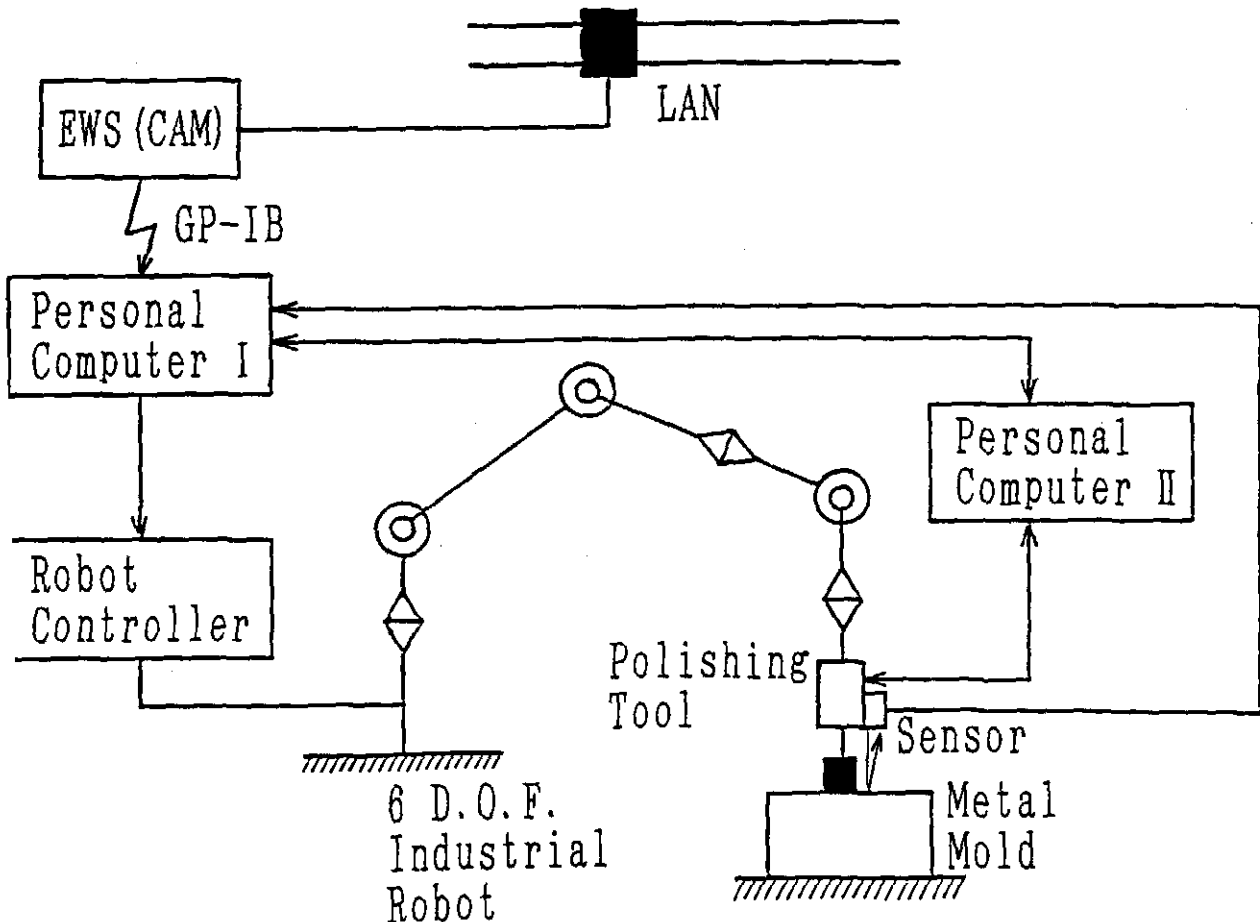 LAN
EWS (CAM)
GP-IB
Personal
Computer I
Personal
Computer II
Robot
Controller
Polishing
Tool
Sensor
6 D.O.F.
Industrial
Robot
Metal
Mold